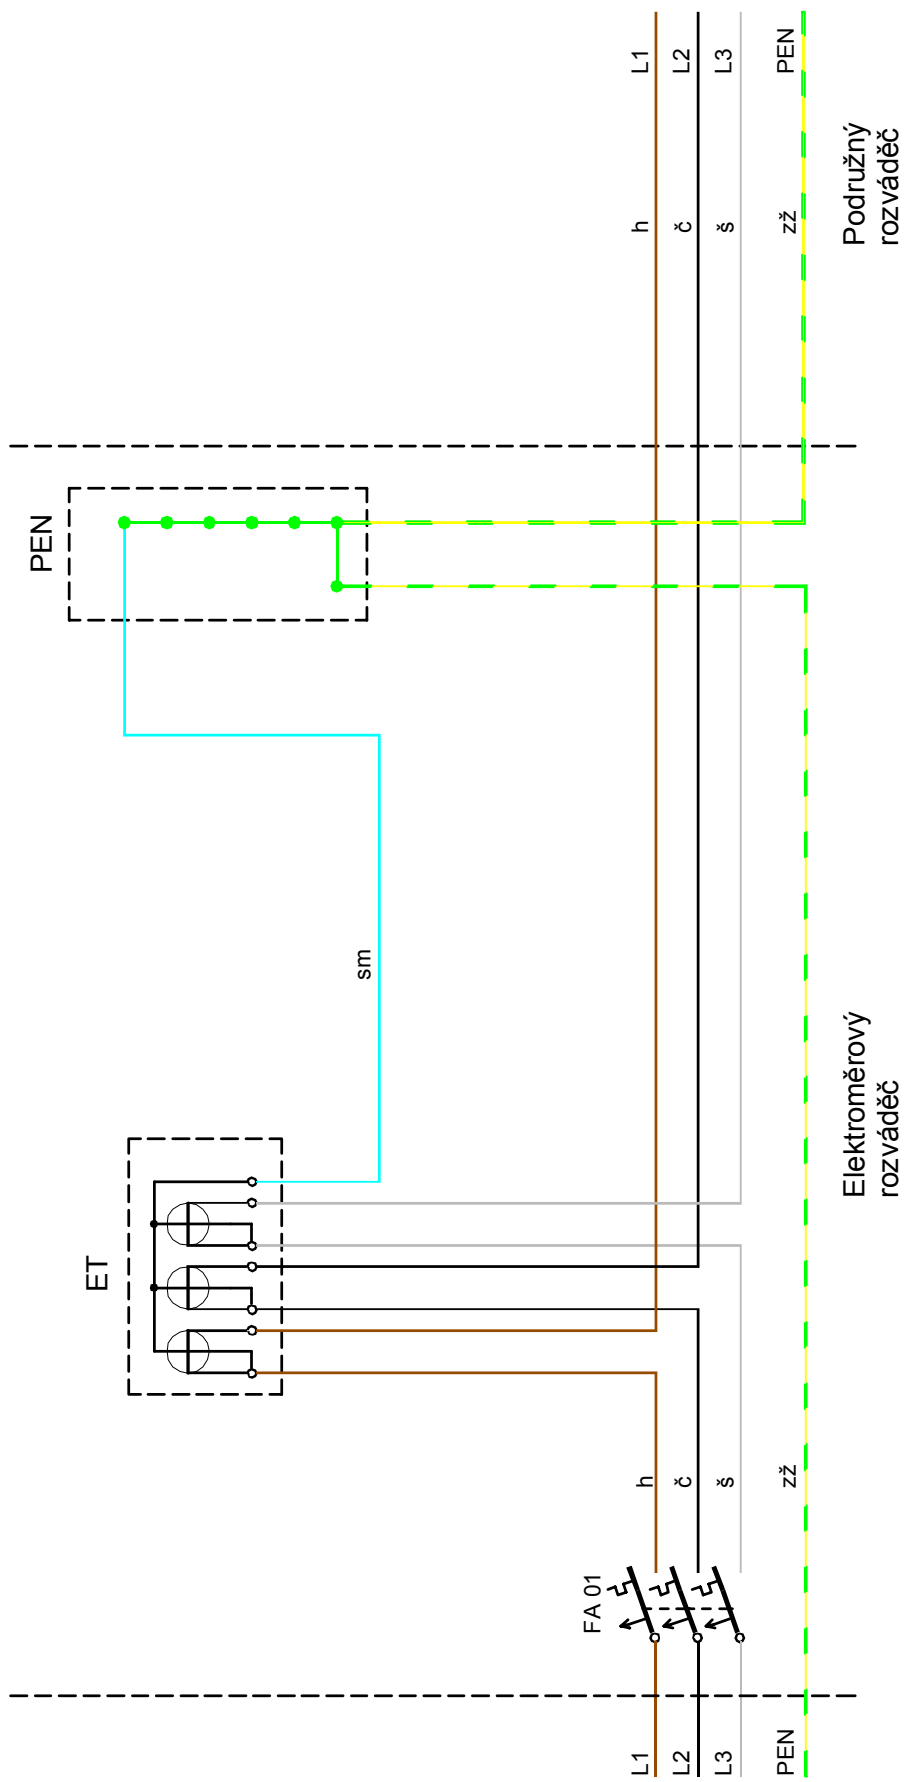 L1
L2
L3
PEN
h
č
š
zž
Podružný
rozváděč
PEN
sm
ET
Elektroměrový
rozváděč
h
č
š
zž
FA 01
L1
L2
L3
PEN